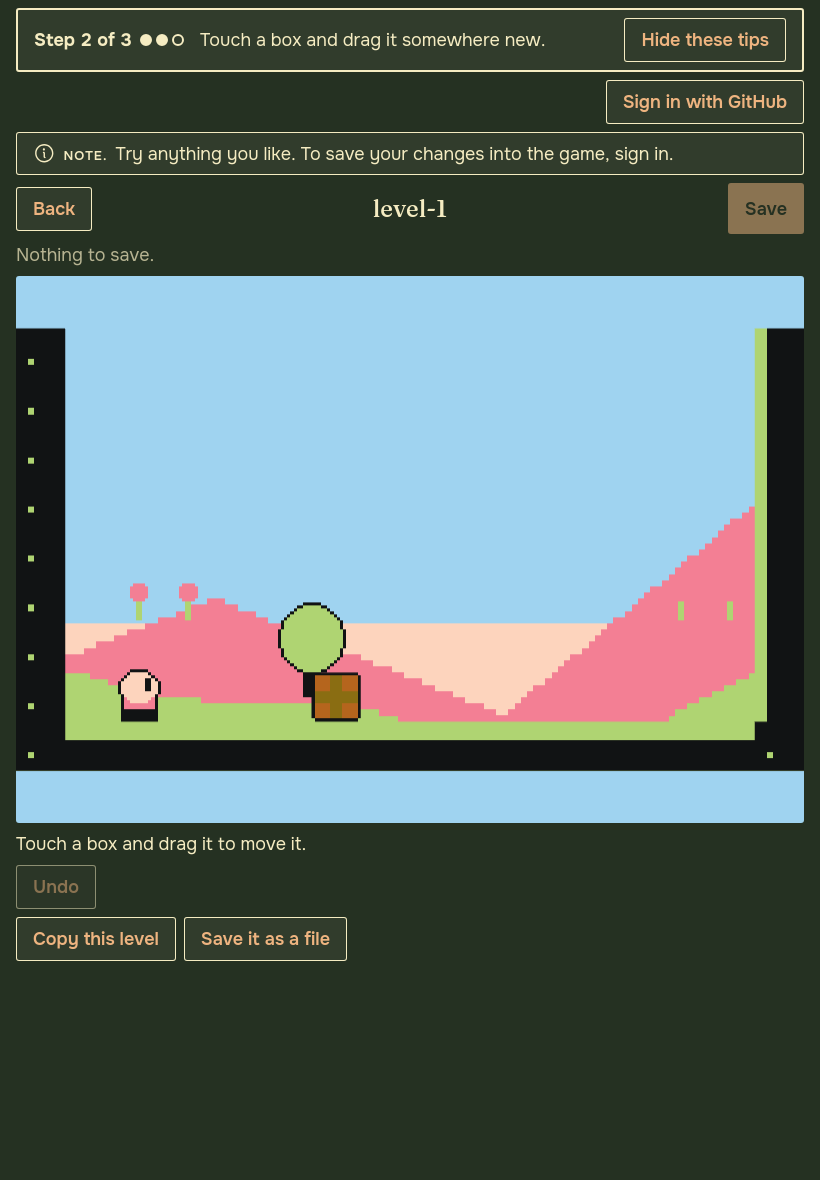 Step 2 of 3 Touch a box and drag it somewhere new. Hide these tips
Sign in with GitHub
NOTE. Try anything you like. To save your changes into the game, sign in.
Back level-1 Save
Nothing to save.
Touch a box and drag it to move it.
Undo
Copy this level Save it as a file